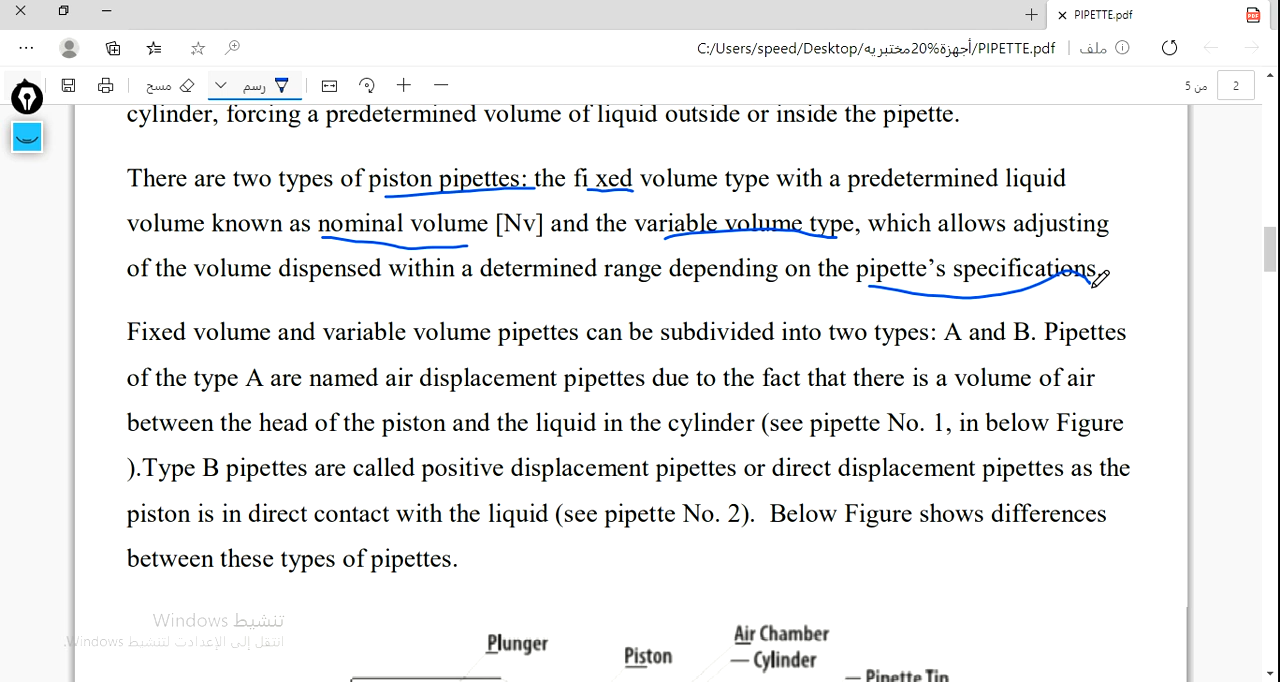 PIPETTE.pdf
C:/Users/speed/Desktop/أجهزة%20مختبريه/PIPETTE.pdf
ملف
مسح
رسم
2
من 5
cylinder, forcing a predetermined volume of liquid outside or inside the pipette.
There are two types of piston pipettes: the fi xed volume type with a predetermined liquid
volume known as nominal volume [Nv] and the variable volume type, which allows adjusting
of the volume dispensed within a determined range depending on the pipette’s specifications.
Fixed volume and variable volume pipettes can be subdivided into two types: A and B. Pipettes
of the type A are named air displacement pipettes due to the fact that there is a volume of air
between the head of the piston and the liquid in the cylinder (see pipette No. 1, in below Figure
).Type B pipettes are called positive displacement pipettes or direct displacement pipettes as the
piston is in direct contact with the liquid (see pipette No. 2). Below Figure shows differences
between these types of pipettes.
تنشيط Windows
انتقل إلى الإعدادات لتنشيط Windows.
Plunger
Piston
Air Chamber
Cylinder
Pipette Tip